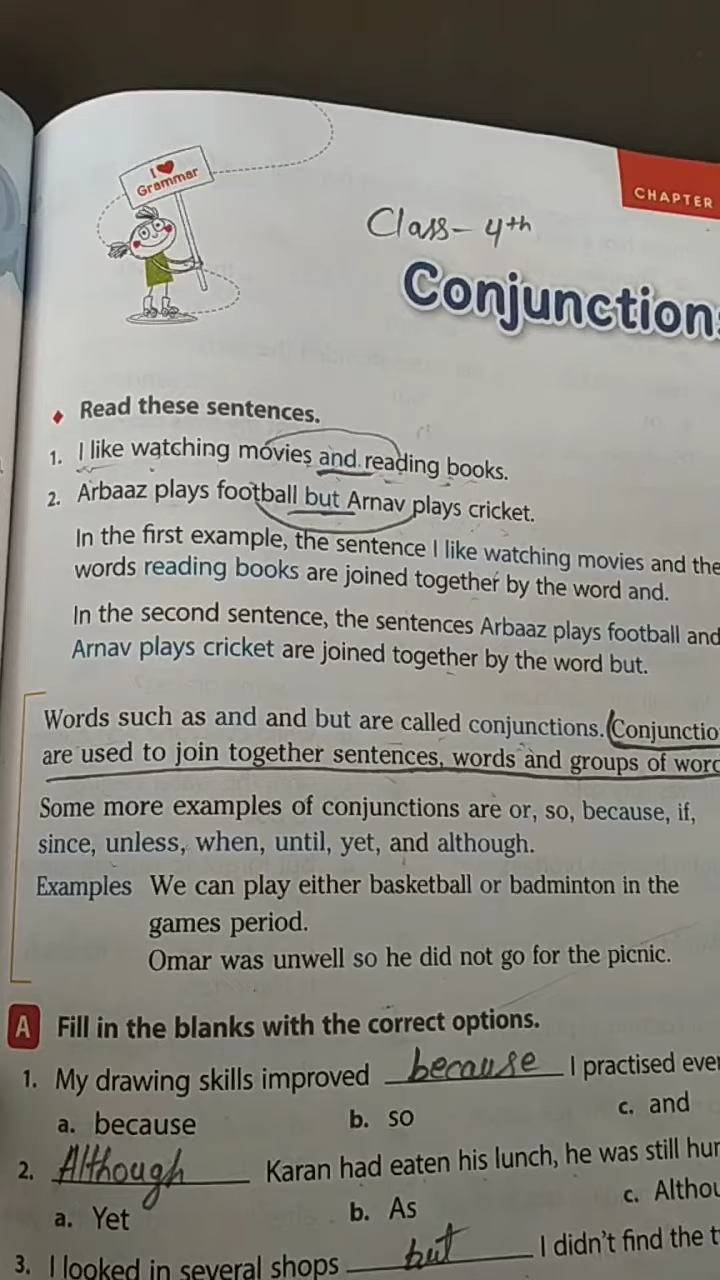 I ❤
Grammar
CHAPTER
Class - 4th
Conjunction
Read these sentences.
1. I like watching movies and reading books.
2. Arbaaz plays football but Arnav plays cricket.
In the first example, the sentence I like watching movies and the
words reading books are joined together by the word and.
In the second sentence, the sentences Arbaaz plays football and
Arnav plays cricket are joined together by the word but.
Words such as and and but are called conjunctions. Conjunctio
are used to join together sentences, words and groups of word
Some more examples of conjunctions are or, so, because, if,
since, unless, when, until, yet, and although.
Examples We can play either basketball or badminton in the
games period.
Omar was unwell so he did not go for the picnic.
A Fill in the blanks with the correct options.
1. My drawing skills improved because I practised ever
a. because b. so c. and
2. Although Karan had eaten his lunch, he was still hun
a. Yet b. As c. Althou
3. I looked in several shops but I didn't find the t